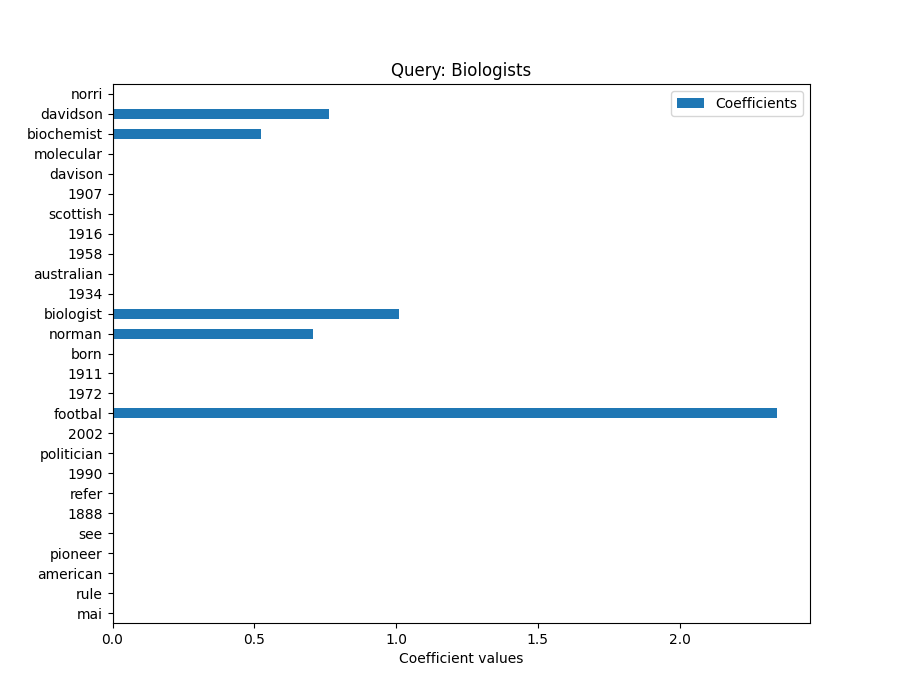 Query: Biologists
Coefficients
norri
davidson
biochemist
molecular
davison
1907
scottish
1916
1958
australian
1934
biologist
norman
born
1911
1972
footbal
2002
politician
1990
refer
1888
see
pioneer
american
rule
mai
0.0 0.5 1.0 1.5 2.0
Coefficient values